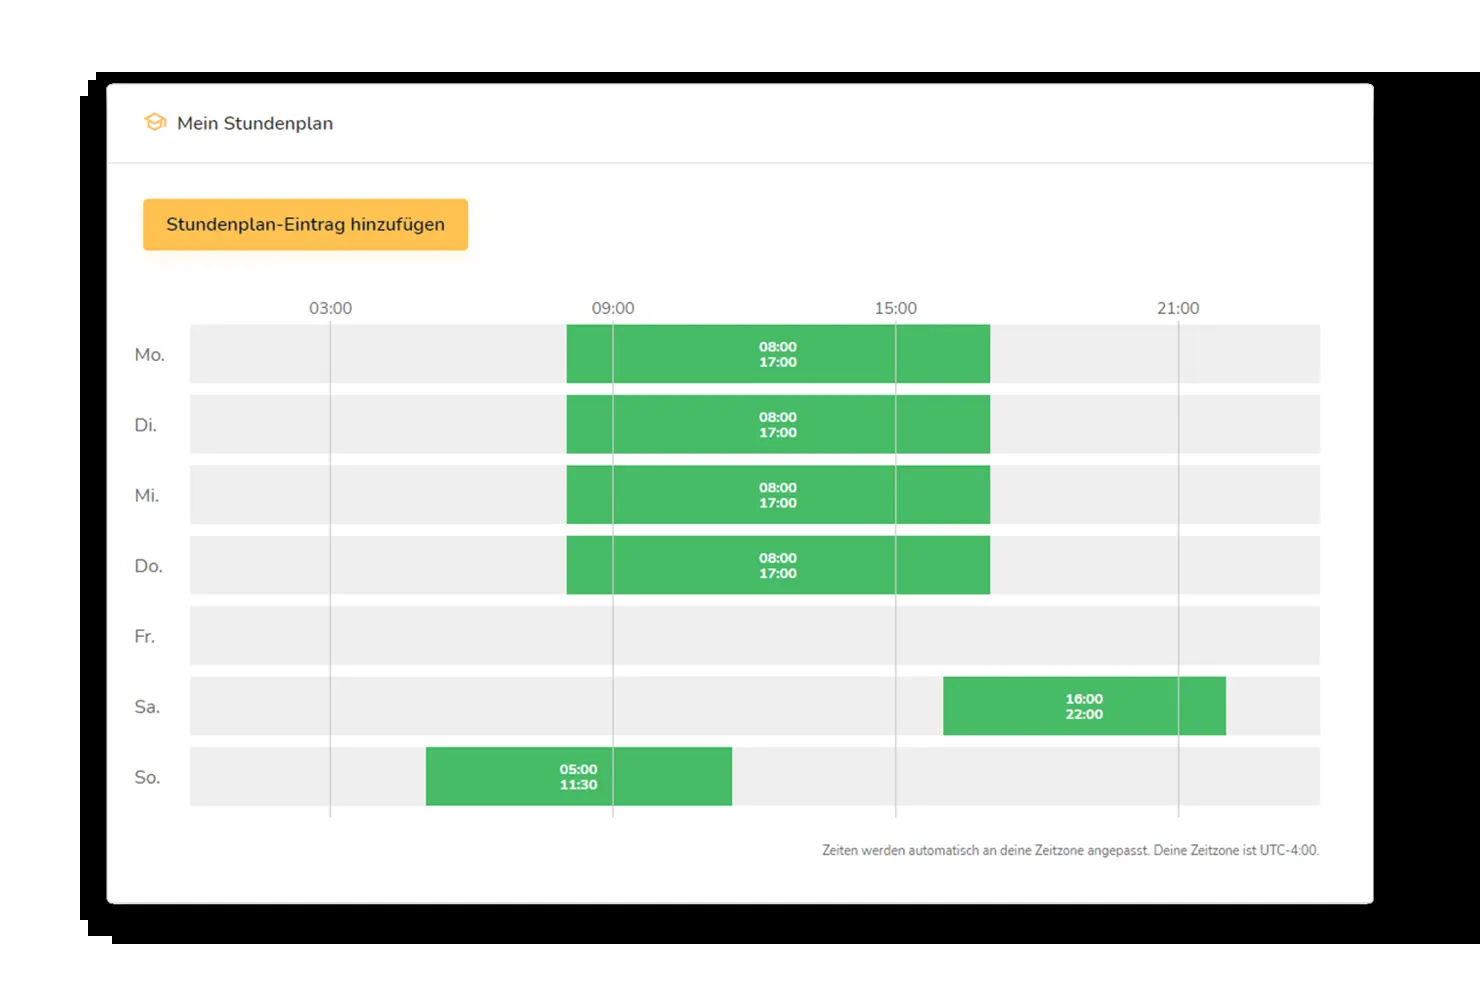 Mein Stundenplan
Stundenplan-Eintrag hinzufügen
03:00 09:00 15:00 21:00
Mo. 08:00
17:00
Di. 08:00
17:00
Mi. 08:00
17:00
Do. 08:00
17:00
Fr.
Sa. 16:00
22:00
So. 05:00
11:30
Zeiten werden automatisch an deine Zeitzone angepasst. Deine Zeitzone ist UTC-4:00.